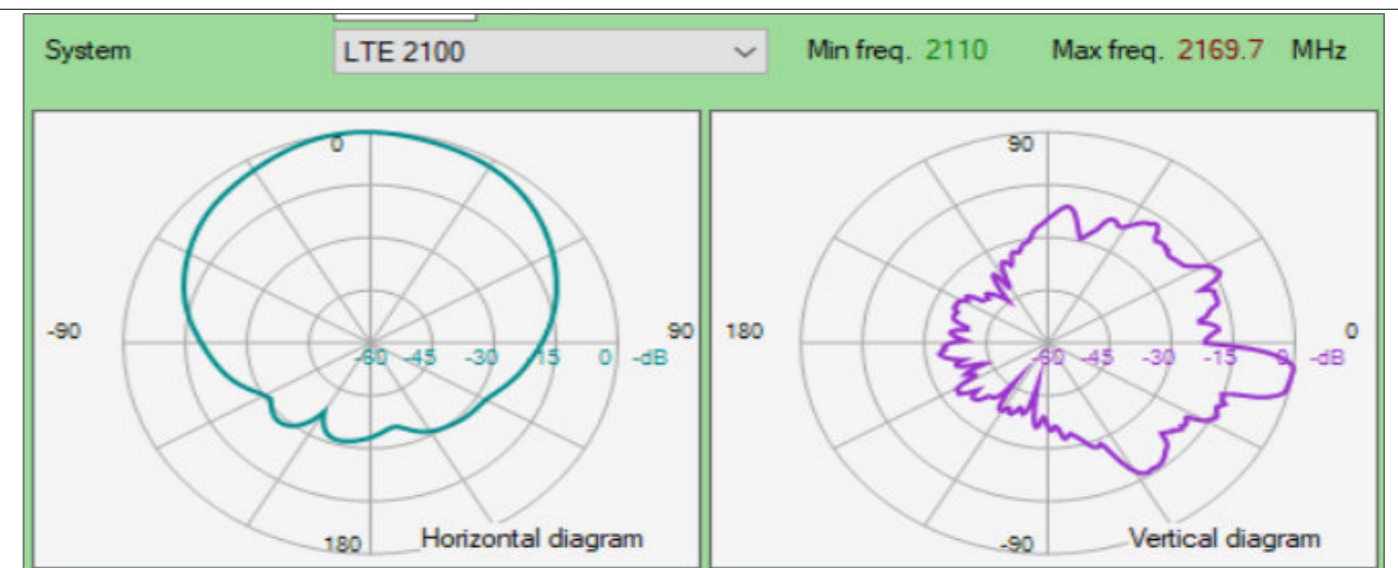 System LTE 2100 Min freq. 2110 Max freq. 2169.7 MHz
0
-90 90
-60 -45 -30 15 0 -dB
180 Horizontal diagram
90
180 0
-60 -45 -30 -15 0 -dB
-90 Vertical diagram